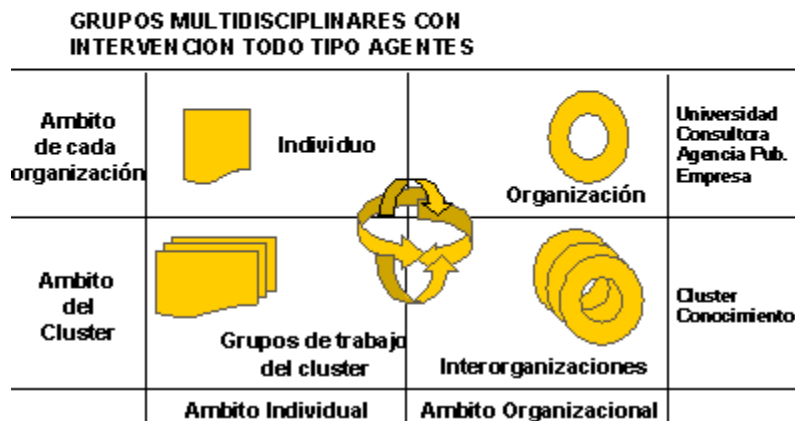 GRUPOS MULTIDISCIPLINARES CON
INTERVENCION TODO TIPO AGENTES
Ambito
de cada
organización
Individuo
Organización
Universidad
Consultora
Agencia Pub.
Empresa
Ambito
del
Cluster
Grupos de trabajo
del cluster
Interorganizaciones
Cluster
Conocimiento
Ambito Individual
Ambito Organizacional